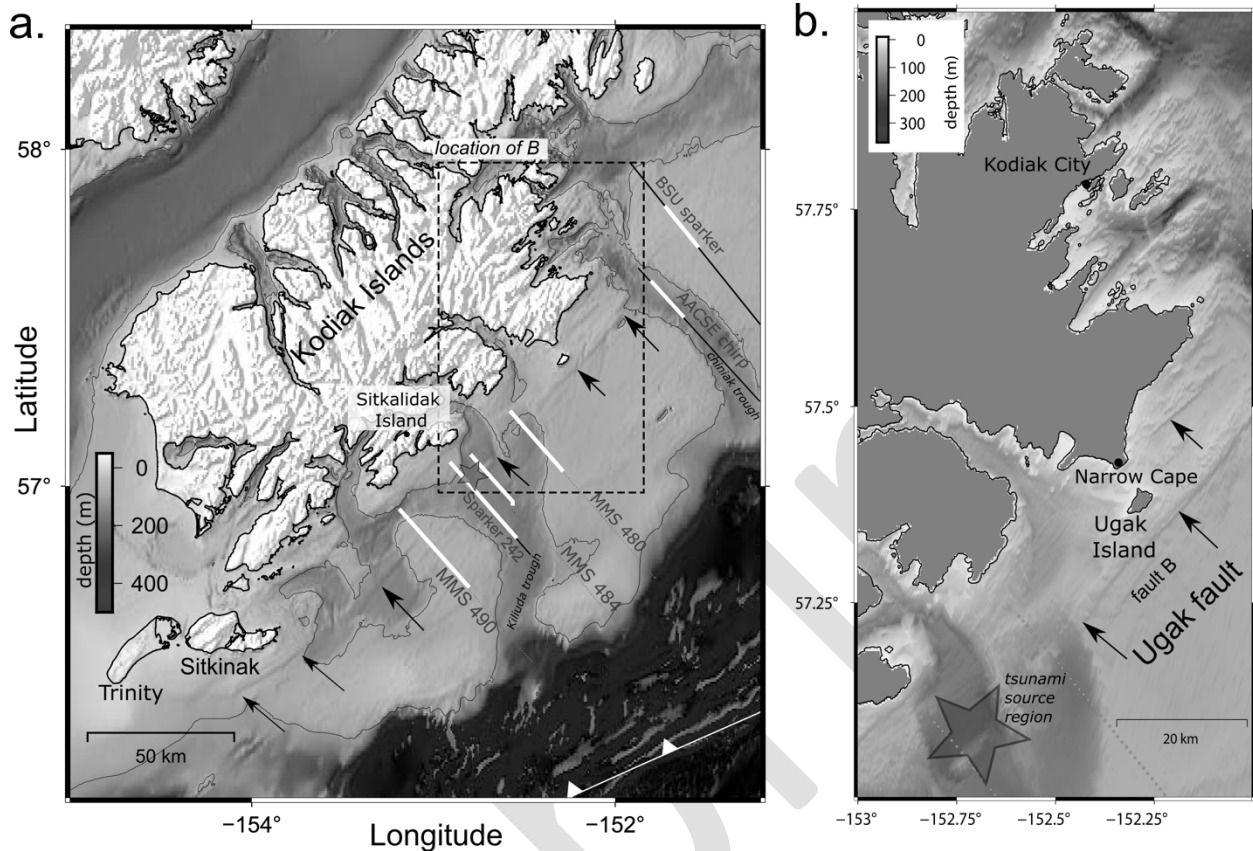 a.
58°
57°
Latitude
location of B
BSU sparker
AACSE chirp
chiniak trough
Kodiak Islands
Sitkalidak
Island
Sparker 242
MMS 480
MMS 484
MMS 490
Kiliuda trough
0
200
400
depth (m)
Sitkinak
Trinity
50 km
−154°
−152°
Longitude
b.
0
100
200
300
depth (m)
Kodiak City
57.75
57.5
57.25
Narrow Cape
Ugak
Island
fault B
Ugak fault
tsunami
source
region
20 km
−153°
−152.75°
−152.5°
−152.25°